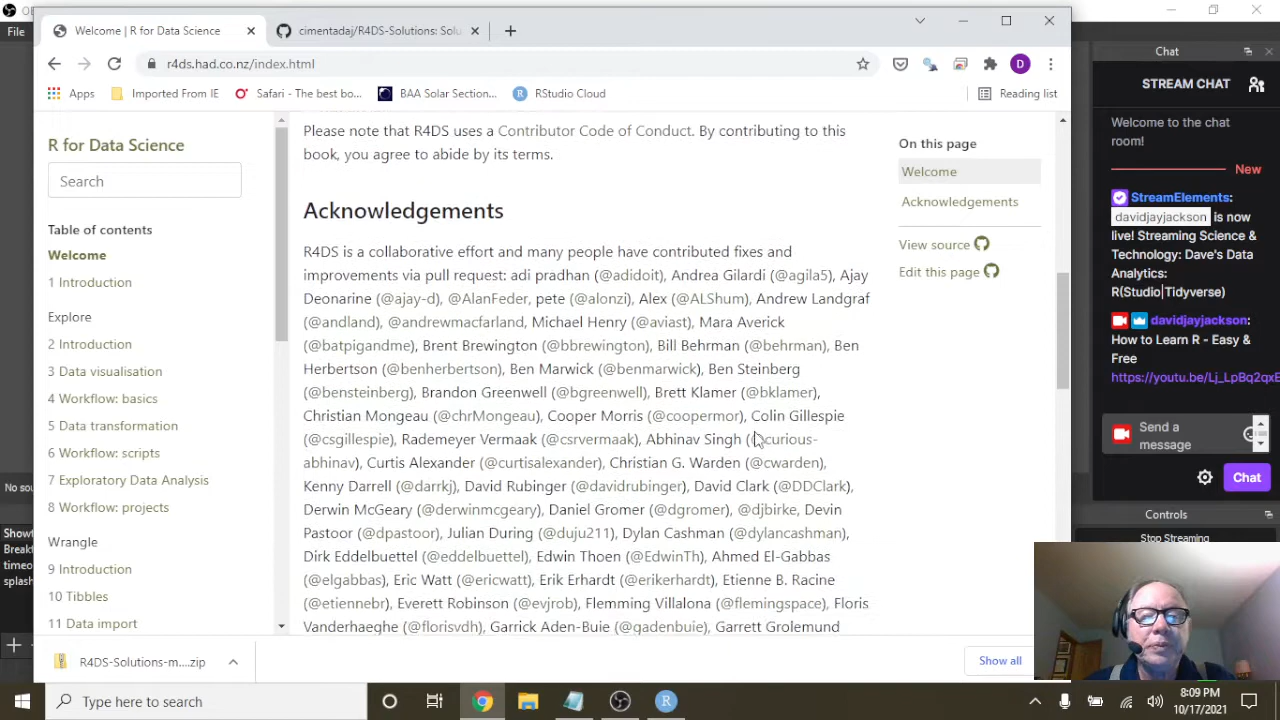 File
Welcome | R for Data Science
cimentadaj/R4DS-Solutions: Solu
r4ds.had.co.nz/index.html
D
Apps
Imported From IE
Safari - The best bo...
BAA Solar Section...
RStudio Cloud
Reading list
R for Data Science
Search
Table of contents
Welcome
1 Introduction
Explore
2 Introduction
3 Data visualisation
4 Workflow: basics
5 Data transformation
6 Workflow: scripts
7 Exploratory Data Analysis
8 Workflow: projects
Wrangle
9 Introduction
10 Tibbles
11 Data import
Please note that R4DS uses a Contributor Code of Conduct. By contributing to this
book, you agree to abide by its terms.
Acknowledgements
R4DS is a collaborative effort and many people have contributed fixes and
improvements via pull request: adi pradhan (@adidoit), Andrea Gilardi (@agila5), Ajay
Deonarine (@ajay-d), @AlanFeder, pete (@alonzi), Alex (@ALShum), Andrew Landgraf
(@andland), @andrewmacfarland, Michael Henry (@aviast), Mara Averick
(@batpigandme), Brent Brewington (@bbrewington), Bill Behrman (@behrman), Ben
Herbertson (@benherbertson), Ben Marwick (@benmarwick), Ben Steinberg
(@bensteinberg), Brandon Greenwell (@bgreenwell), Brett Klamer (@bklamer),
Christian Mongeau (@chrMongeau), Cooper Morris (@coopermor), Colin Gillespie
(@csgillespie), Rademeyer Vermaak (@csrvermaak), Abhinav Singh (@curious-
abhinav), Curtis Alexander (@curtisalexander), Christian G. Warden (@cwarden),
Kenny Darrell (@darrkj), David Rubinger (@davidrubinger), David Clark (@DDClark),
Derwin McGeary (@derwinmcgeary), Daniel Gromer (@dgromer), @djbirke, Devin
Pastoor (@dpastoor), Julian During (@duju211), Dylan Cashman (@dylancashman),
Dirk Eddelbuettel (@eddelbuettel), Edwin Thoen (@EdwinTh), Ahmed El-Gabbas
(@elgabbas), Eric Watt (@ericwatt), Erik Erhardt (@erikerhardt), Etienne B. Racine
(@etiennebr), Everett Robinson (@evjrob), Flemming Villalona (@flemingspace), Floris
Vanderhaeghe (@florisvdh), Garrick Aden-Buie (@gadenbuie), Garrett Grolemund
On this page
Welcome
Acknowledgements
View source
Edit this page
Chat
STREAM CHAT
Welcome to the chat
room!
New
StreamElements:
davidjayjackson is now
live! Streaming Science &
Technology: Dave's Data
Analytics:
R(Studio|Tidyverse)
davidjayjackson:
How to Learn R - Easy &
Free
https://youtu.be/Lj_LpBq2qxE
Send a
message
Chat
Controls
Stop Streaming
No sou
Showf
Break
timeo
splash
R4DS-Solutions-m....zip
Show all
Type here to search
8:09 PM
10/17/2021